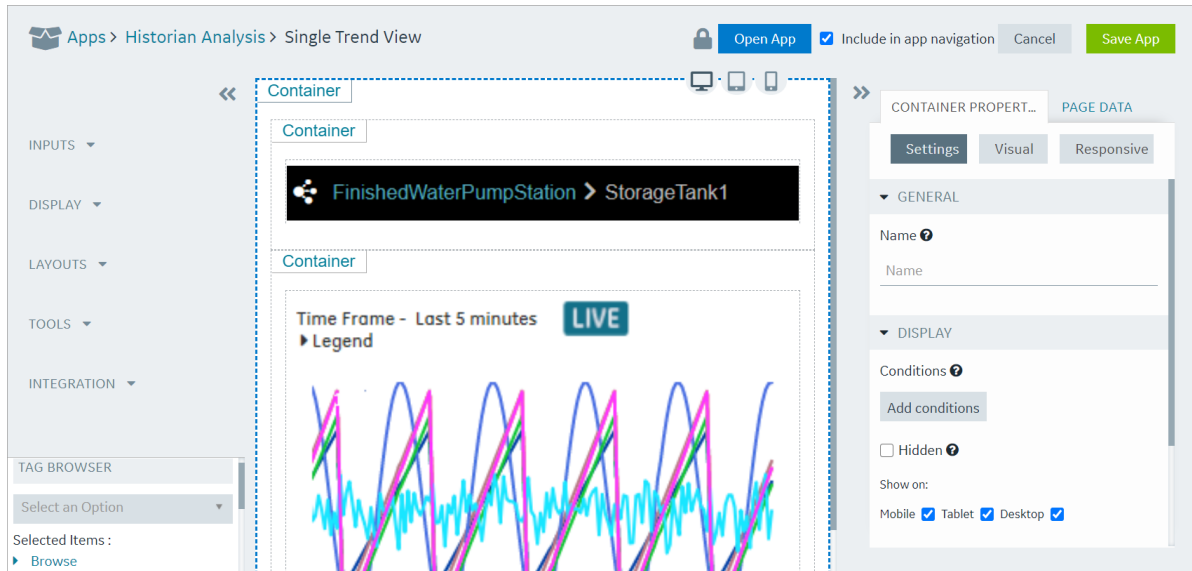 Apps > Historian Analysis > Single Trend View
Open App
Include in app navigation
Cancel
Save App
INPUTS
DISPLAY
LAYOUTS
TOOLS
INTEGRATION
TAG BROWSER
Select an Option
Selected Items :
Browse
Container
Container
FinishedWaterPumpStation > StorageTank1
Container
Time Frame - Last 5 minutes
LIVE
Legend
CONTAINER PROPERT...
PAGE DATA
Settings
Visual
Responsive
GENERAL
Name ?
Name
DISPLAY
Conditions ?
Add conditions
Hidden ?
Show on:
Mobile Tablet Desktop